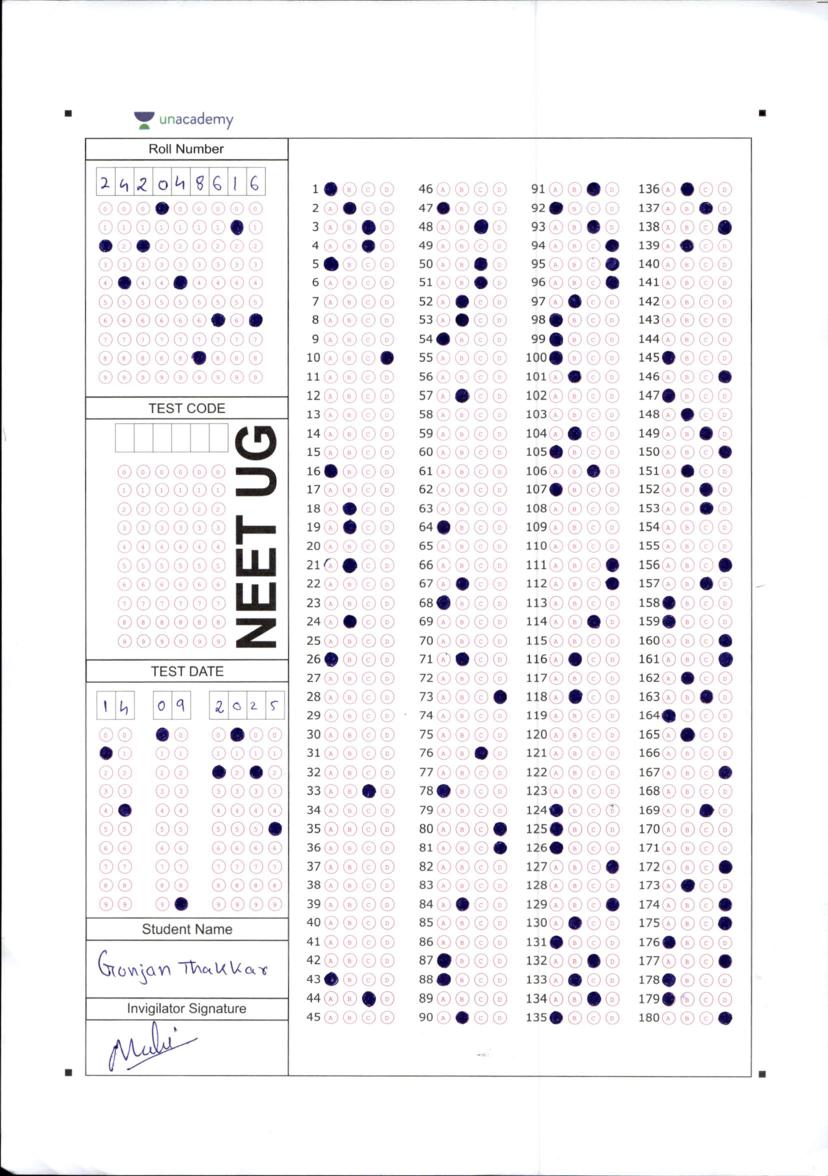 unacademy
Roll Number
2 4 2 0 4 8 6 1 6
TEST CODE
NEET UG
TEST DATE
1 4 0 9 2 0 2 5
Student Name
Gonjan Thakkar
Invigilator Signature
1 B C D
2 A C D
3 A B D
4 A B D
5 B C D
6 A B C D
7 A B C D
8 A B C D
9 A B C D
10 A B C
11 A B C D
12 A B C D
13 A B C D
14 A B C D
15 A B C D
16 B C D
17 A B C D
18 A C D
19 A C D
20 A B C D
21 C D
22 A B C D
23 A B C D
24 A C D
25 A B C D
26 B C D
27 A B C D
28 A B C D
29 A B C D
30 A B C D
31 A B C D
32 A B C D
33 A B D
34 A B C D
35 A B C D
36 A B C D
37 A B C D
38 A B C D
39 A B C D
40 A B C D
41 A B C D
42 A B C D
43 B C D
44 A B D
45 A B C D
46 A B C D
47 B C D
48 A B D
49 A B C D
50 A B D
51 A B D
52 A C D
53 A C D
54 B C D
55 A B C D
56 A B C D
57 A C D
58 A B C D
59 A B C D
60 A B C D
61 A B C D
62 A B C D
63 A B C D
64 B C D
65 A B C D
66 A B C D
67 A C D
68 B C D
69 A B C D
70 A B C D
71 A C D
72 A B C D
73 A B C
74 A B C D
75 A B C D
76 A B D
77 A B C D
78 B C D
79 A B C D
80 A B C
81 A B C
82 A B C D
83 A B C D
84 A C D
85 A B C D
86 A B C D
87 B C D
88 B C D
89 A B C D
90 A C D
91 A B D
92 B C D
93 A B D
94 A B C
95 A B C
96 A B C
97 A C D
98 B C D
99 B C D
100 B C D
101 A C D
102 A B C D
103 A B C D
104 A C D
105 B C D
106 A B D
107 B C D
108 A B C D
109 A B C D
110 A B C D
111 A B C
112 A B C
113 A B C D
114 A B D
115 A B C D
116 A C D
117 A B C D
118 A C D
119 A B C D
120 A B C D
121 A B C D
122 A B C D
123 A B C D
124 B C D
125 B C D
126 B C D
127 A B C
128 A B C D
129 A B C
130 A C D
131 B C D
132 A B D
133 A C D
134 A B D
135 B C D
136 A C D
137 A B D
138 A B C
139 A C D
140 A B C D
141 A B C D
142 A B C D
143 A B C D
144 A B C D
145 B C D
146 A B C
147 B C D
148 A C D
149 A B D
150 A B C
151 A C D
152 A B D
153 A B D
154 A B C D
155 A B C D
156 A B C
157 A B D
158 B C D
159 B C D
160 A B C
161 A B C
162 A C D
163 A B D
164 B C D
165 A C D
166 A B C D
167 A B C
168 A B C D
169 A B D
170 A B C D
171 A B C D
172 A B C
173 A C D
174 A B C
175 A B C
176 B C D
177 A B C
178 B C D
179 B C D
180 A B C